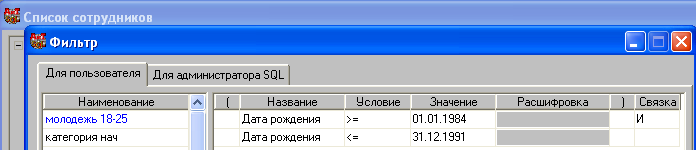 Список сотрудников
Фильтр
Для пользователя Для администратора SQL
Наименование ( Название Условие Значение Расшифровка ) Связка
молодежь 18-25 Дата рождения >= 01.01.1984 И
категория нач Дата рождения <= 31.12.1991